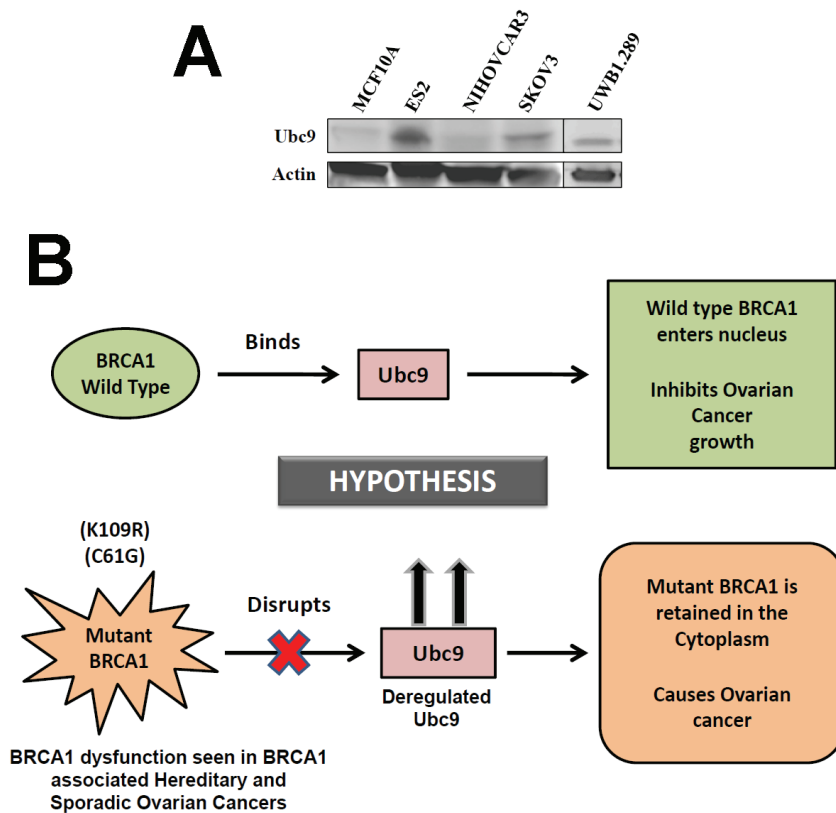 A
MCF10A
ES2
NIHOVCAR3
SKOV3
UWB1.289
Ubc9
Actin
B
BRCA1
Wild Type
Binds
Ubc9
Wild type BRCA1
enters nucleus
Inhibits Ovarian
Cancer
growth
HYPOTHESIS
(K109R)
(C61G)
Mutant
BRCA1
Disrupts
Ubc9
Deregulated
Ubc9
Mutant BRCA1 is
retained in the
Cytoplasm
Causes Ovarian
cancer
BRCA1 dysfunction seen in BRCA1
associated Hereditary and
Sporadic Ovarian Cancers